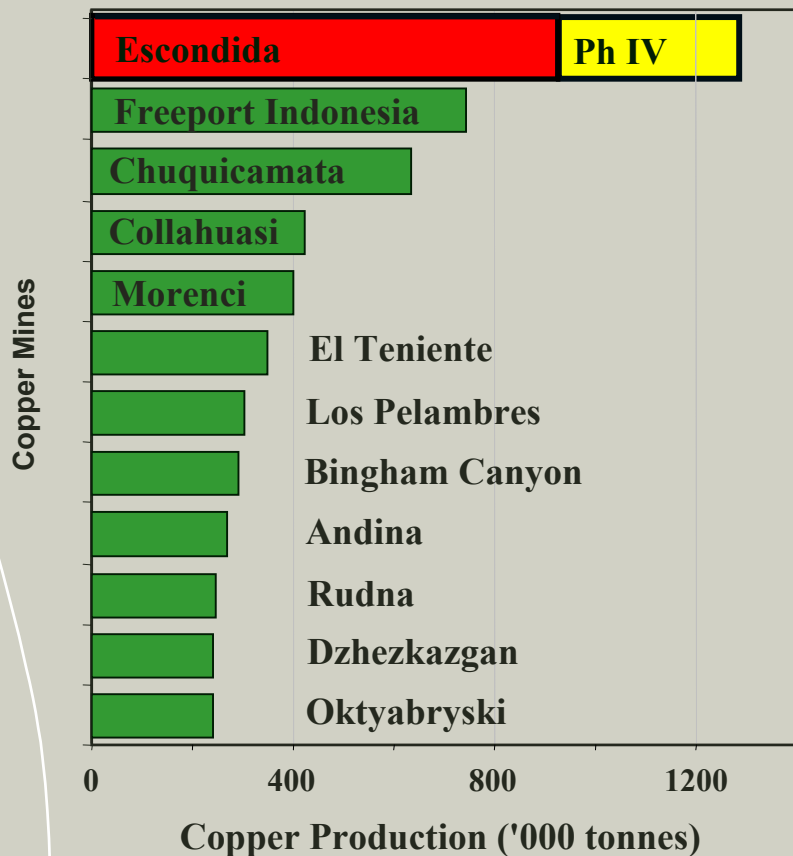 Escondida Ph IV
Freeport Indonesia
Chuquicamata
Collahuasi
Morenci
El Teniente
Los Pelambres
Bingham Canyon
Andina
Rudna
Dzhezkazgan
Oktyabryski
Copper Mines
0 400 800 1200
Copper Production ('000 tonnes)